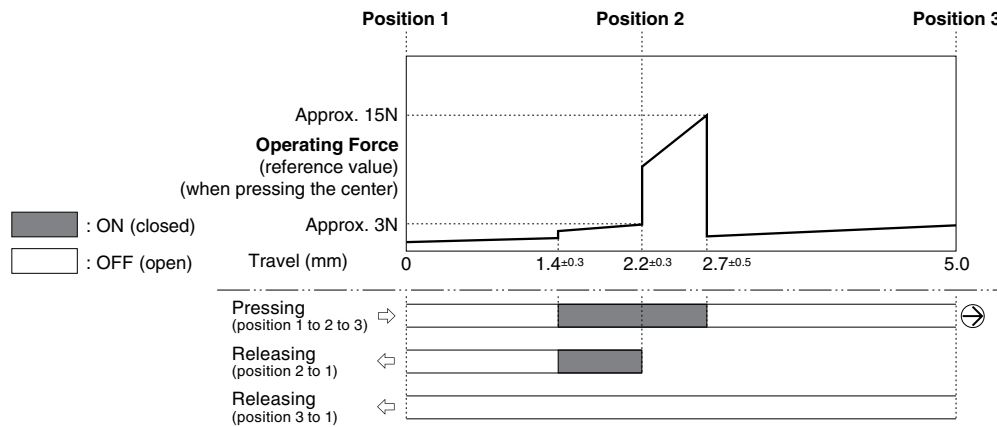 Position 1
Position 2
Position 3
Approx. 15N
Operating Force
(reference value)
(when pressing the center)
Approx. 3N
: ON (closed)
: OFF (open)
Travel (mm)
0
1.4±0.3
2.2±0.3
2.7±0.5
5.0
Pressing
(position 1 to 2 to 3)
Releasing
(position 2 to 1)
Releasing
(position 3 to 1)